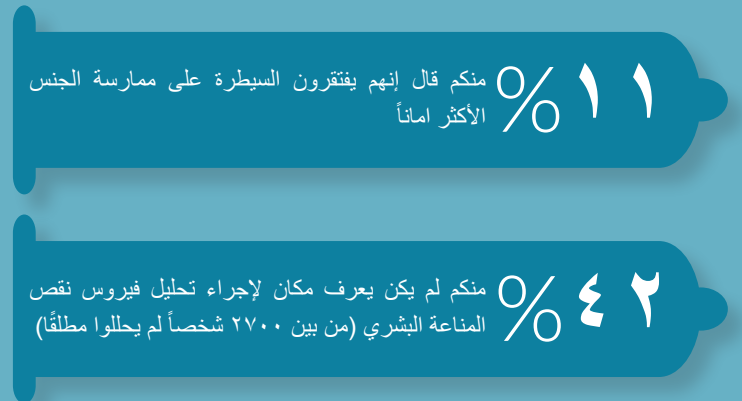 ١١% منكم قال إنهم يفتقرون السيطرة على ممارسة الجنس
الأكثر اماناً
٤٢% منكم لم يكن يعرف مكان لإجراء تحليل فيروس نقص
المناعة البشري (من بين ٢٧٠٠ شخصاً لم يحللوا مطلقًا)